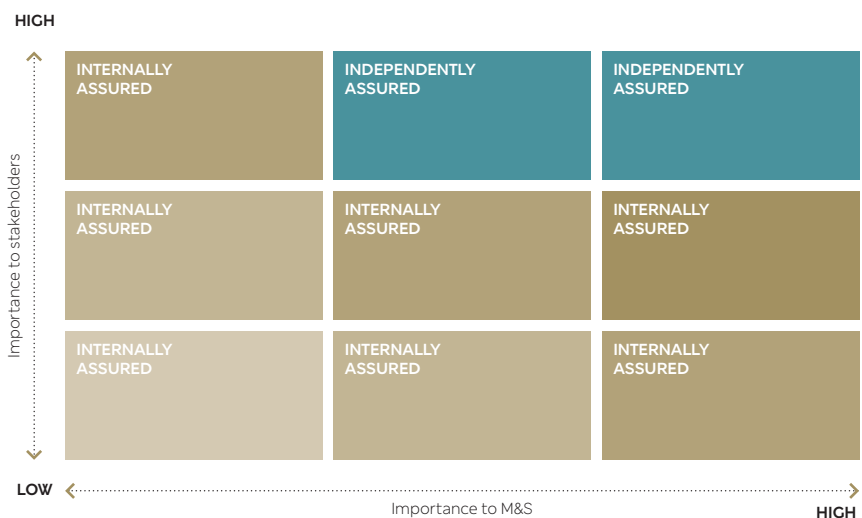 HIGH
INTERNALLY
ASSURED
INDEPENDENTLY
ASSURED
INDEPENDENTLY
ASSURED
Importance to stakeholders
INTERNALLY
ASSURED
INTERNALLY
ASSURED
INTERNALLY
ASSURED
INTERNALLY
ASSURED
INTERNALLY
ASSURED
INTERNALLY
ASSURED
LOW
Importance to M&S
HIGH